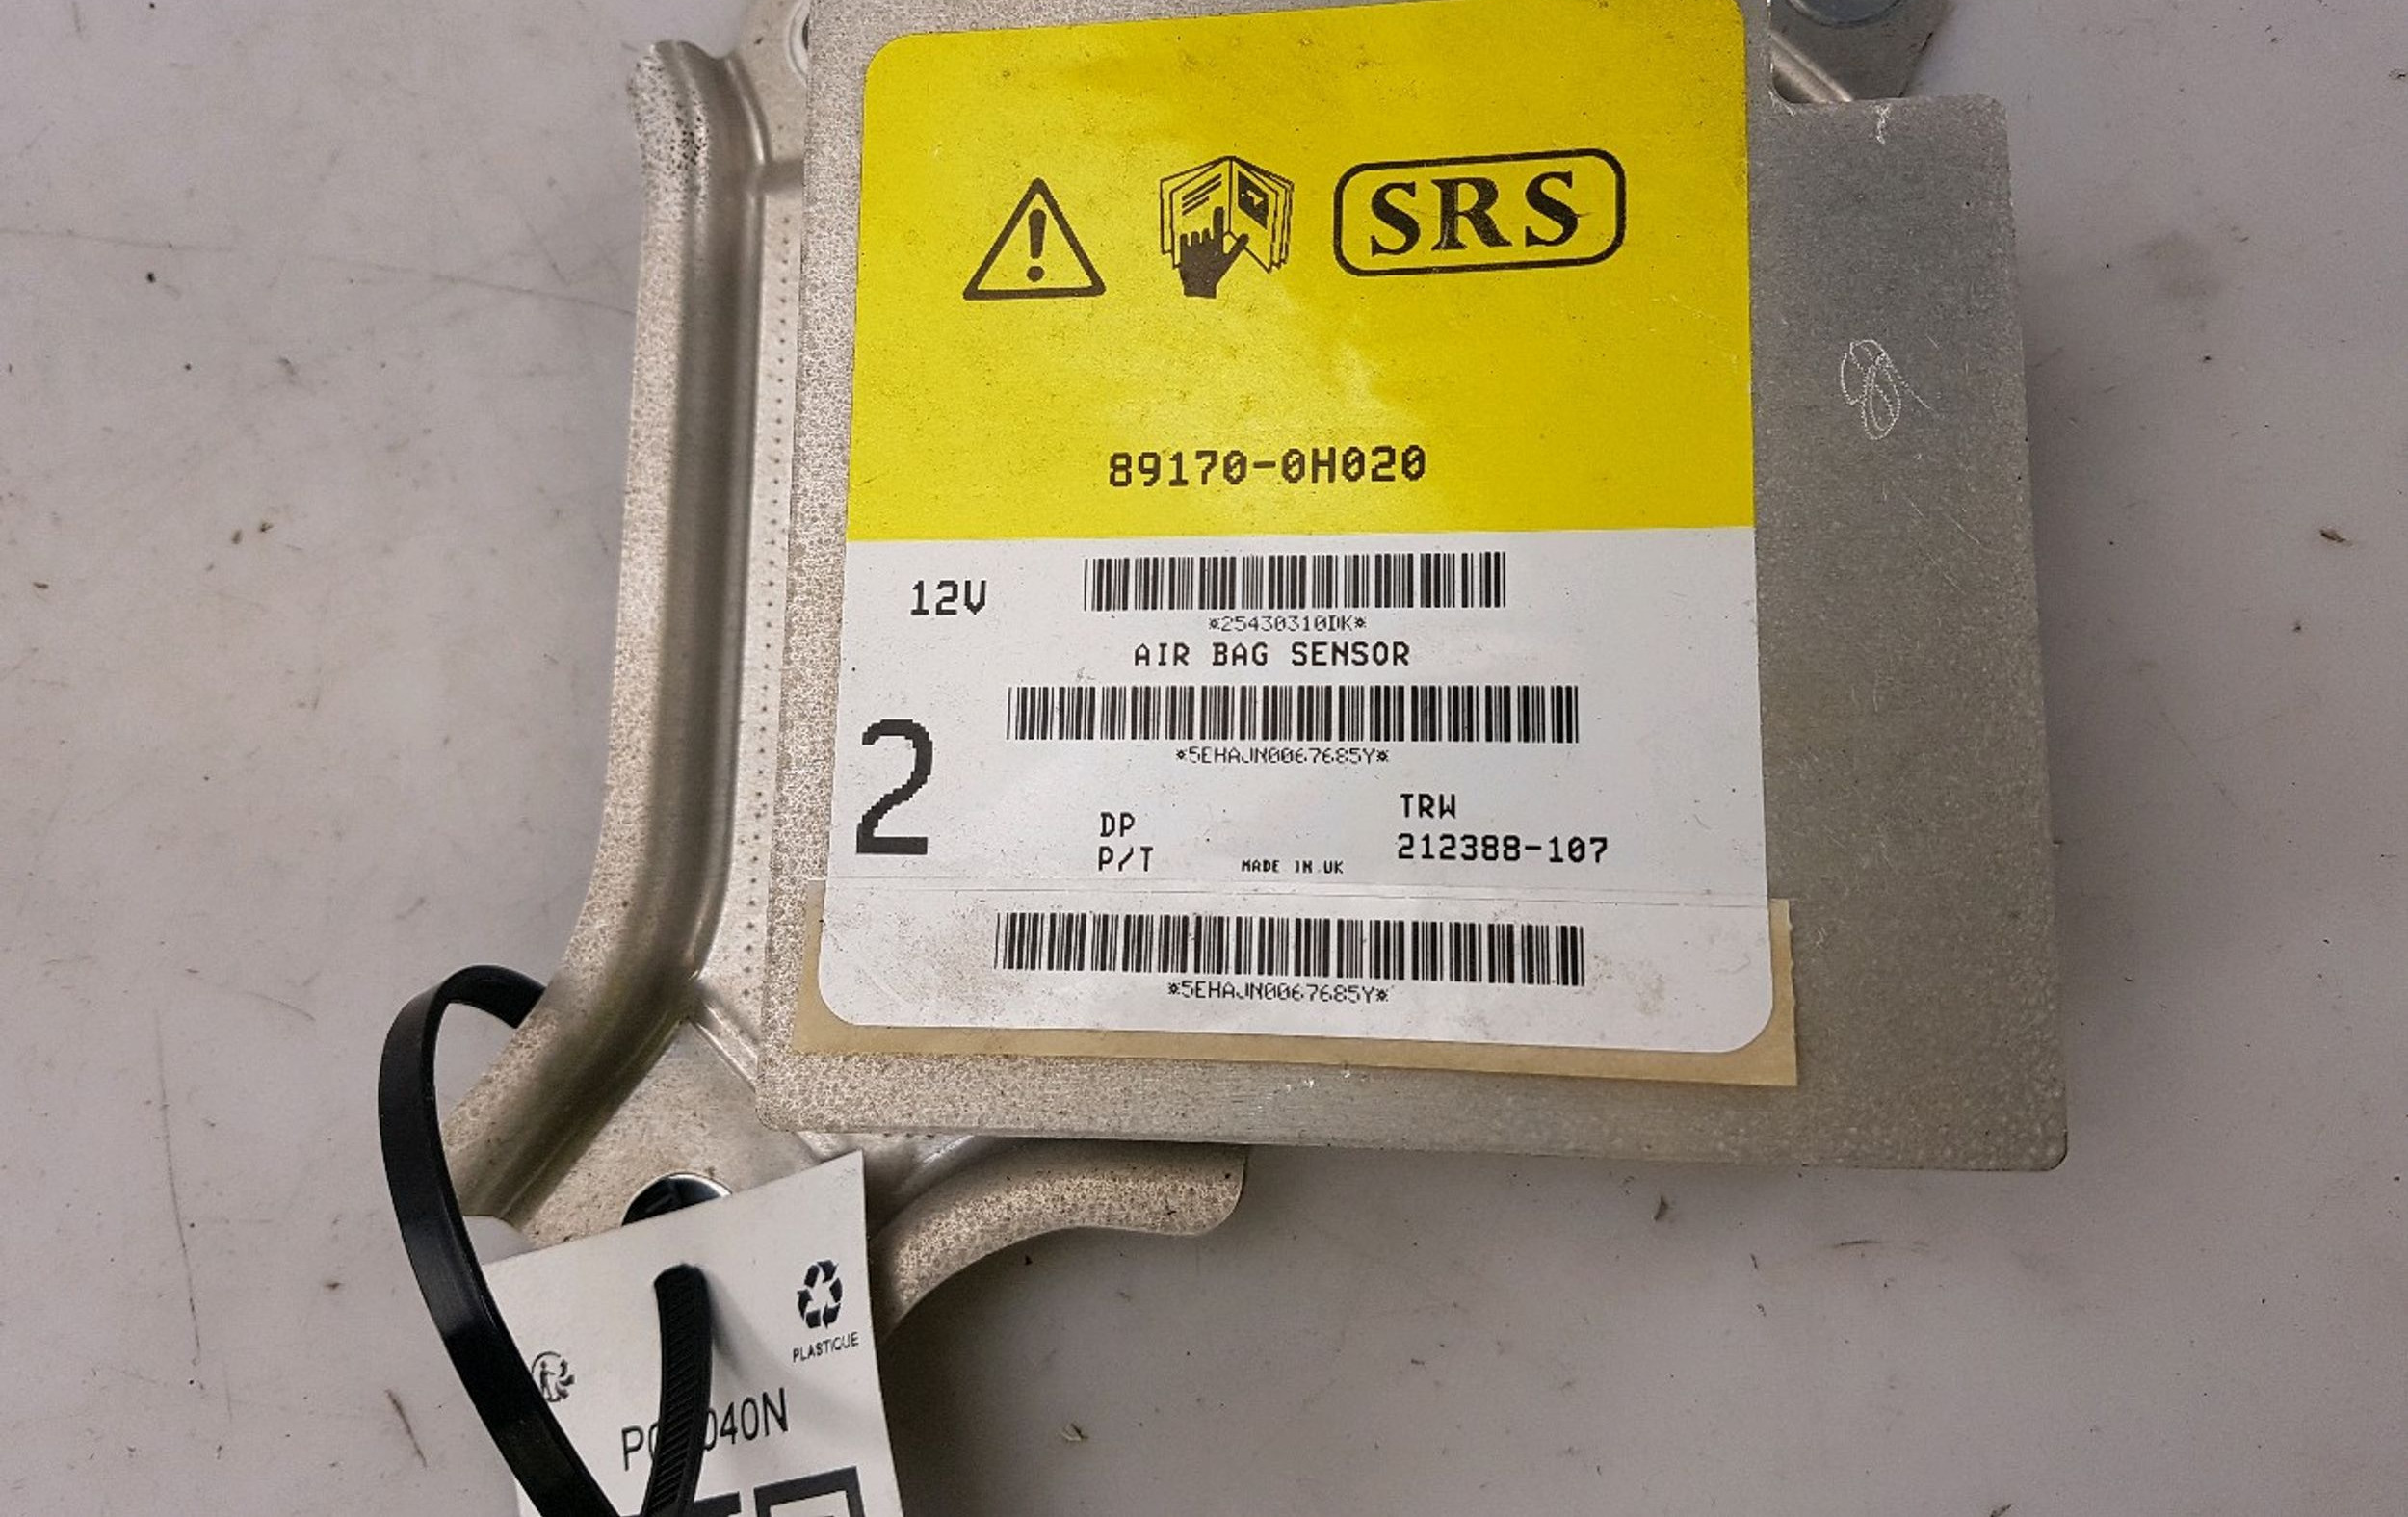 SRS
89170-0H020
12V
*25430310DK*
AIR BAG SENSOR
*5EHAJN0067685Y*
2
DP
P/T
MADE IN UK
TRW
212388-107
*5EHAJN0067685Y*
PLASTIQUE